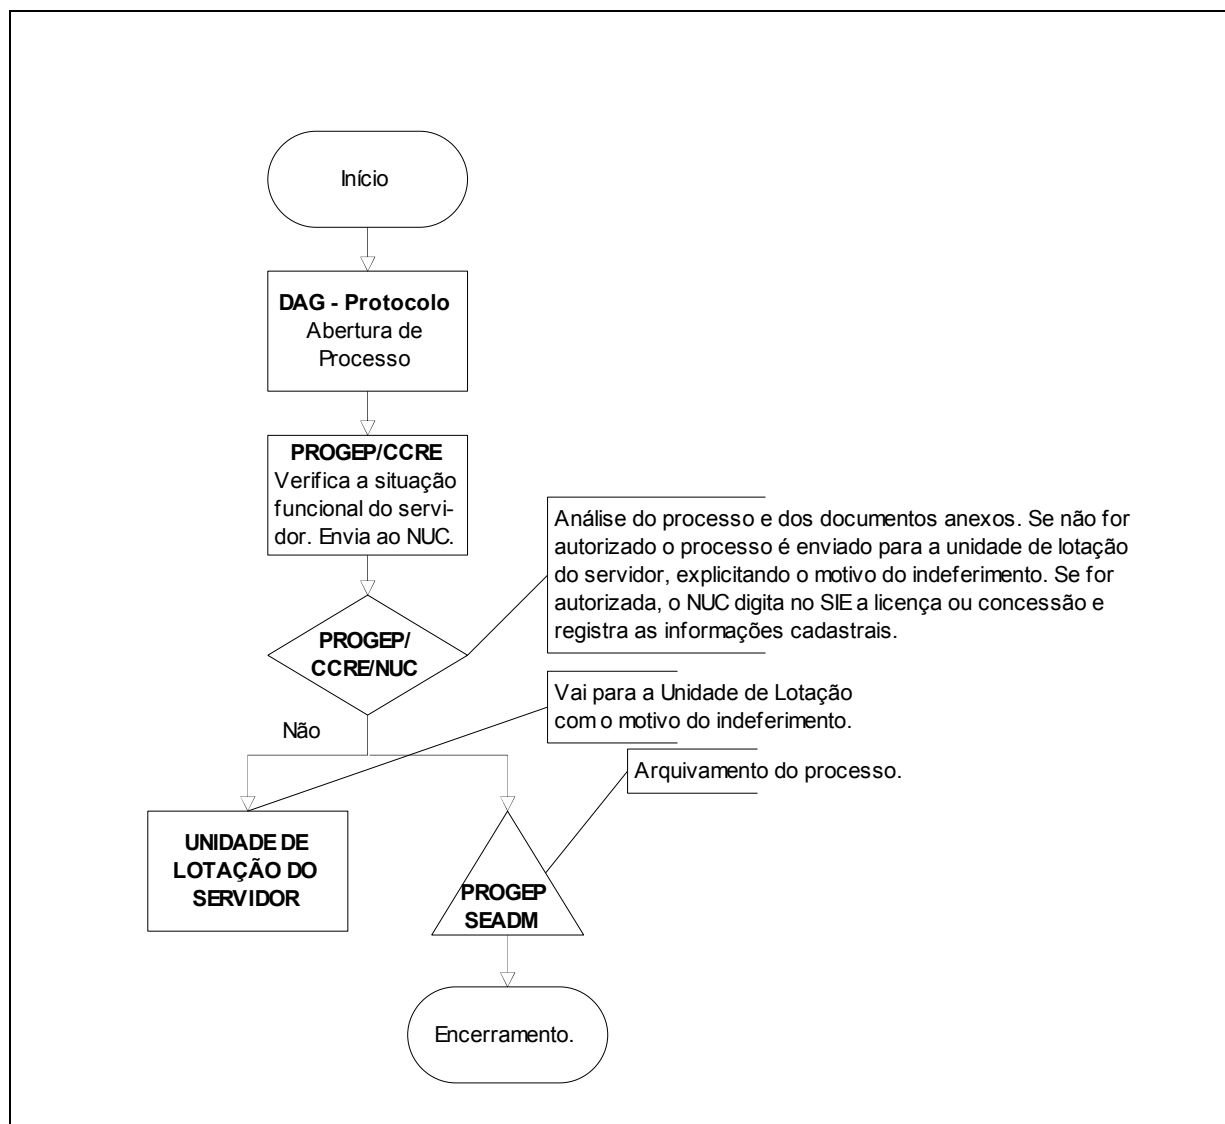 Início
DAG - Protocolo
Abertura de
Processo
PROGEP/CCRE
Verifica a situação
funcional do servi-
dor. Envia ao NUC.
Análise do processo e dos documentos anexos. Se não for
autorizado o processo é enviado para a unidade de lotação
do servidor, explicitando o motivo do indeferimento. Se for
autorizada, o NUC digita no SIE a licença ou concessão e
registra as informações cadastrais.
PROGEP/
CCRE/NUC
Vai para a Unidade de Lotação
com o motivo do indeferimento.
Não
Arquivamento do processo.
UNIDADE DE
LOTAÇÃO DO
SERVIDOR
PROGEP
SEADM
Encerramento.